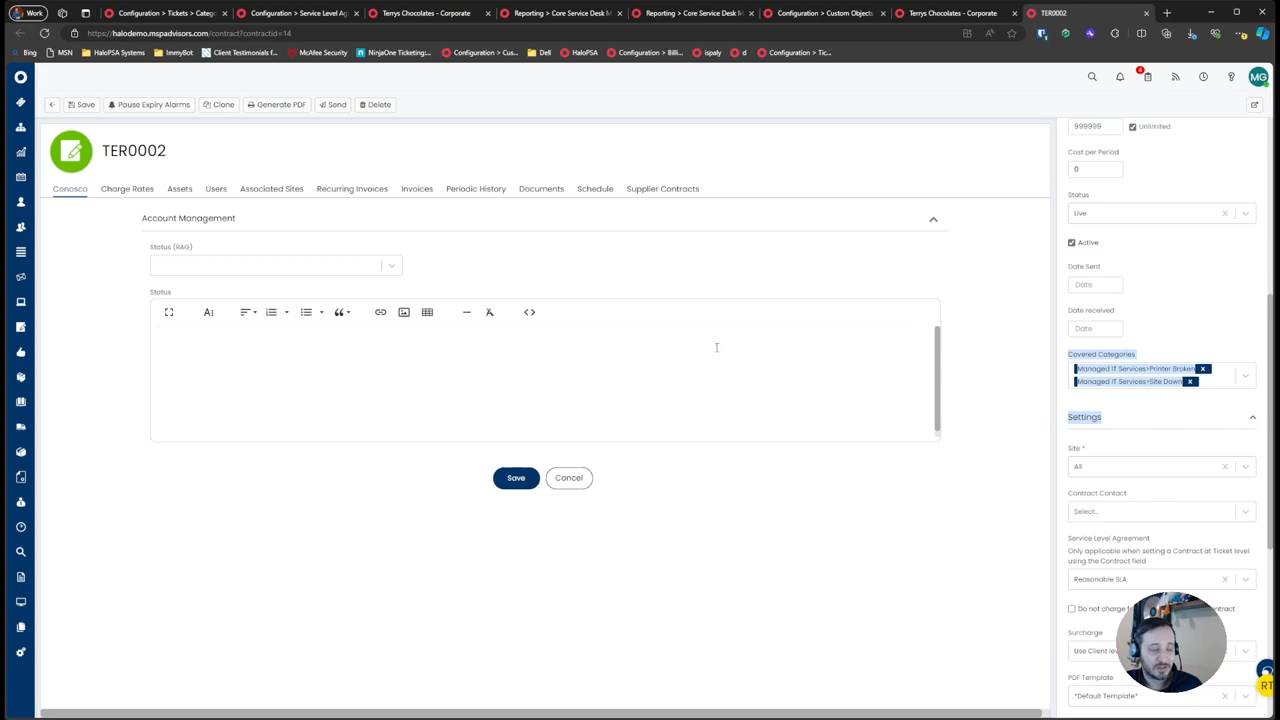 Work
Configuration > Tickets > Catego
Configuration > Service Level Ag
Terrys Chocolates - Corporate
Reporting > Core Service Desk M
Reporting > Core Service Desk M
Configuration > Custom Objects
Terrys Chocolates - Corporate
TER0002
https://halodemo.mspadvisors.com/contract?contractid=14
Bing
MSN
HaloPSA Systems
ImmyBot
Client Testimonials f...
McAfee Security
NinjaOne Ticketing:...
Configuration > Cus...
Dell
HaloPSA
Configuration > Billi...
ispaly
d
Configuration > Tic...
4
MG
Save
Pause Expiry Alarms
Clone
Generate PDF
Send
Delete
TER0002
Conosco
Charge Rates
Assets
Users
Associated Sites
Recurring Invoices
Invoices
Periodic History
Documents
Schedule
Supplier Contracts
Account Management
Status (RAG)
Status
Save
Cancel
999999
Unlimited
Cost per Period
0
Status
Live
Active
Date Sent
Date
Date received
Date
Covered Categories
Managed IT Services>Printer Broken x
Managed IT Services>Site Down x
Settings
Site *
All
Contract Contact
Select...
Service Level Agreement
Only applicable when setting a Contract at Ticket level
using the Contract field
Reasonable SLA
Do not charge
contract
Surcharge
Use Client
PDF Template
*Default Template*
RT